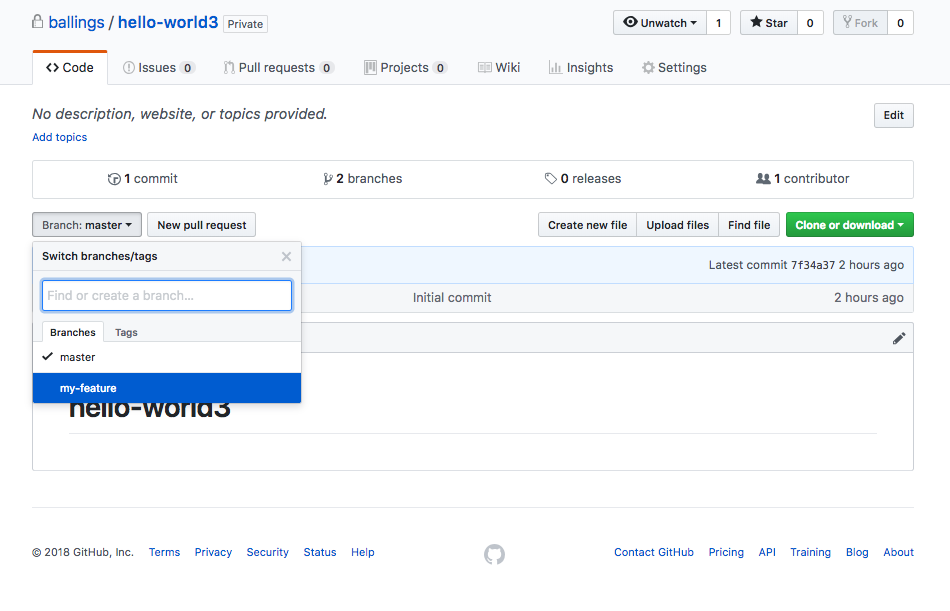 ballings / hello-world3 Private Unwatch 1 Star 0 Fork 0
Code Issues 0 Pull requests 0 Projects 0 Wiki Insights Settings
No description, website, or topics provided. Edit
Add topics
1 commit 2 branches 0 releases 1 contributor
Branch: master New pull request Create new file Upload files Find file Clone or download
Switch branches/tags Latest commit 7f34a37 2 hours ago
Find or create a branch... Initial commit 2 hours ago
Branches Tags
master
my-feature
hello-world3
© 2018 GitHub, Inc. Terms Privacy Security Status Help Contact GitHub Pricing API Training Blog About